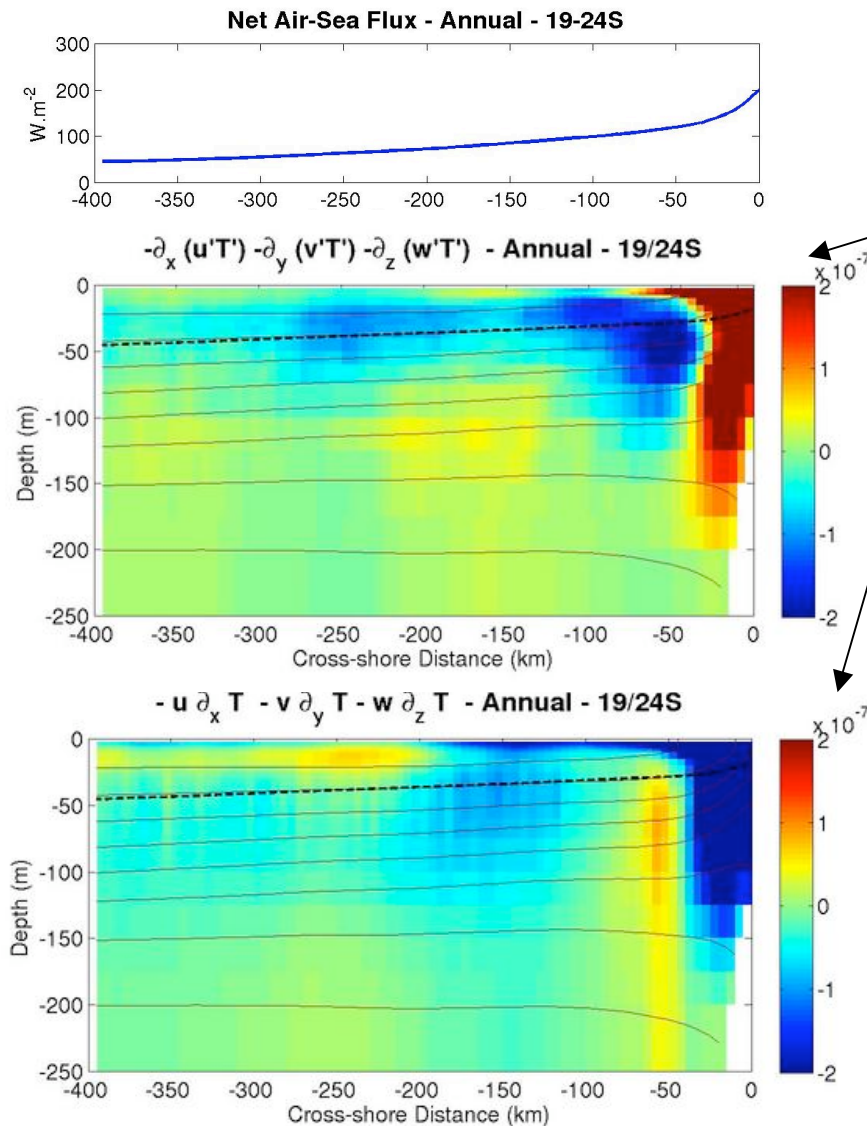 Net Air-Sea Flux - Annual - 19-24S
300
200
100
0
W.m-2
-400 -350 -300 -250 -200 -150 -100 -50 0
-∂x (u'T') -∂y (v'T') -∂z (w'T') - Annual - 19/24S
x 10-7
0
-50
-100
-150
-200
-250
Depth (m)
2
1
0
-1
-2
-400 -350 -300 -250 -200 -150 -100 -50 0
Cross-shore Distance (km)
- u ∂x T - v ∂y T - w ∂z T - Annual - 19/24S
x 10-7
0
-50
-100
-150
-200
-250
Depth (m)
2
1
0
-1
-2
-400 -350 -300 -250 -200 -150 -100 -50 0
Cross-shore Distance (km)